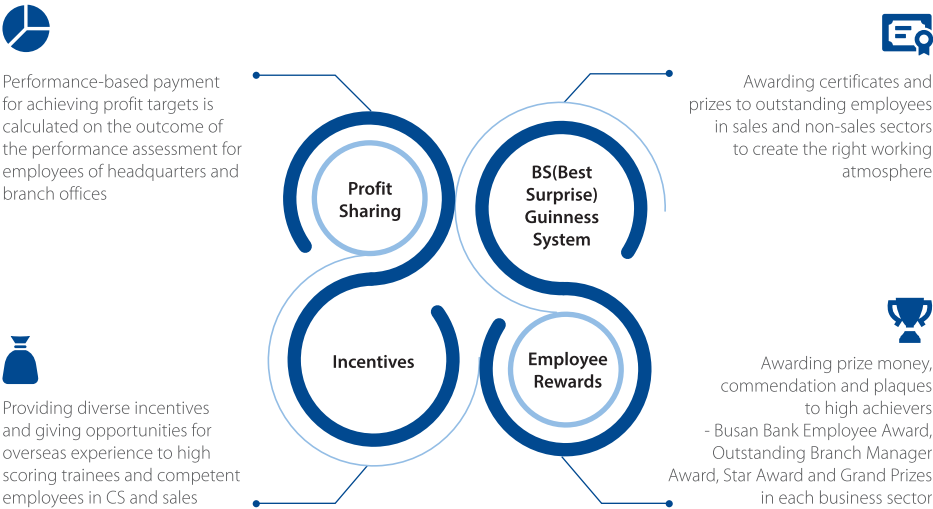 Performance-based payment
for achieving profit targets is
calculated on the outcome of
the performance assessment for
employees of headquarters and
branch offices
Profit
Sharing
BS(Best
Surprise)
Guinness
System
Awarding certificates and
prizes to outstanding employees
in sales and non-sales sectors
to create the right working
atmosphere
Providing diverse incentives
and giving opportunities for
overseas experience to high
scoring trainees and competent
employees in CS and sales
Incentives
Employee
Rewards
Awarding prize money,
commendation and plaques
to high achievers
- Busan Bank Employee Award,
Outstanding Branch Manager
Award, Star Award and Grand Prizes
in each business sector